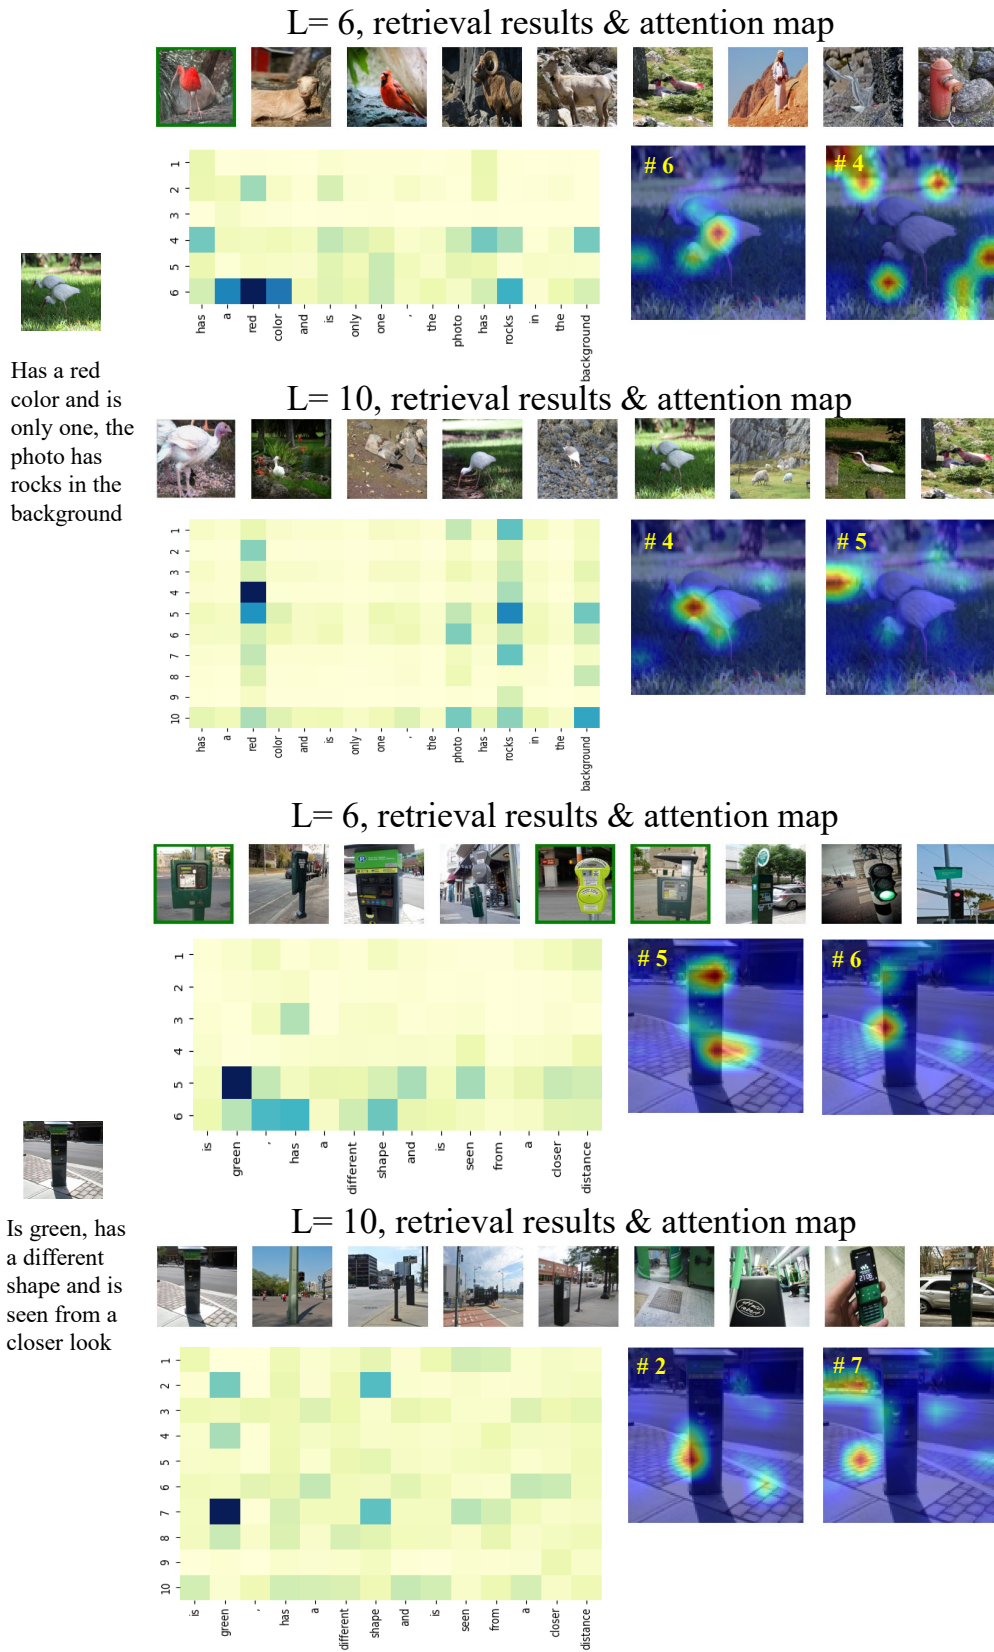 L= 6, retrieval results & attention map
1
2
3
4
5
6
has a red color and is only one , the photo has rocks in the background
# 6
# 4
Has a red
color and is
only one, the
photo has
rocks in the
background
L= 10, retrieval results & attention map
1
2
3
4
5
6
7
8
9
10
has a red color and is only one , the photo has rocks in the background
# 4
# 5
L= 6, retrieval results & attention map
1
2
3
4
5
6
is green , has a different shape and is seen from a closer distance
# 5
# 6
Is green, has
a different
shape and is
seen from a
closer look
L= 10, retrieval results & attention map
1
2
3
4
5
6
7
8
9
10
is green , has a different shape and is seen from a closer distance
# 2
# 7